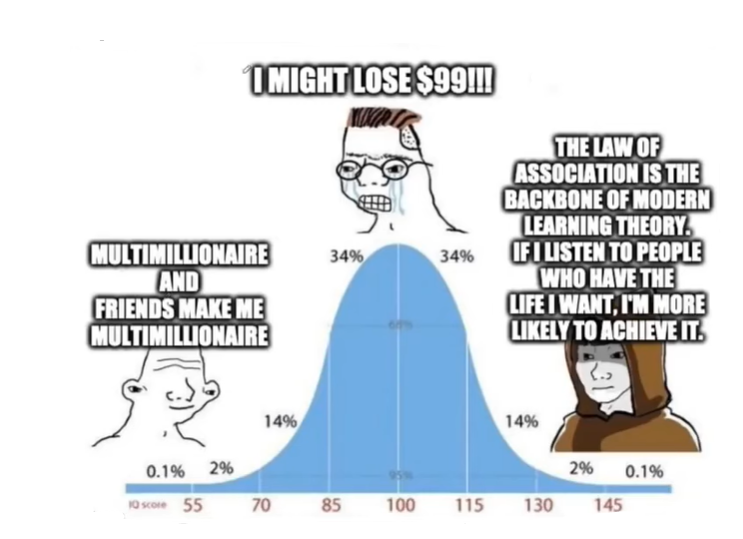 I MIGHT LOSE $99!!!
THE LAW OF
ASSOCIATION IS THE
BACKBONE OF MODERN
LEARNING THEORY.
IF I LISTEN TO PEOPLE
WHO HAVE THE
LIFE I WANT, I'M MORE
LIKELY TO ACHIEVE IT.
MULTIMILLIONAIRE
AND
FRIENDS MAKE ME
MULTIMILLIONAIRE
34% 34%
68%
14% 14%
95%
0.1% 2% 2% 0.1%
IQ score 55 70 85 100 115 130 145